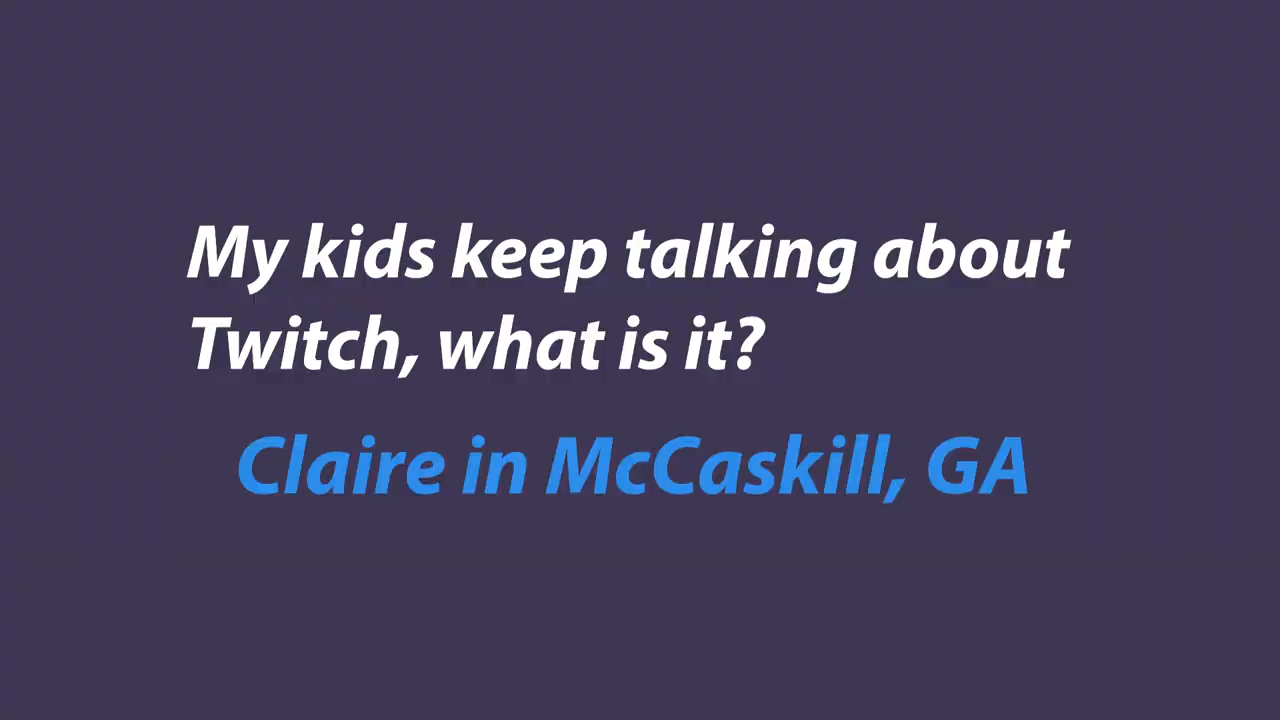 My kids keep talking about
Twitch, what is it?
Claire in McCaskill, GA